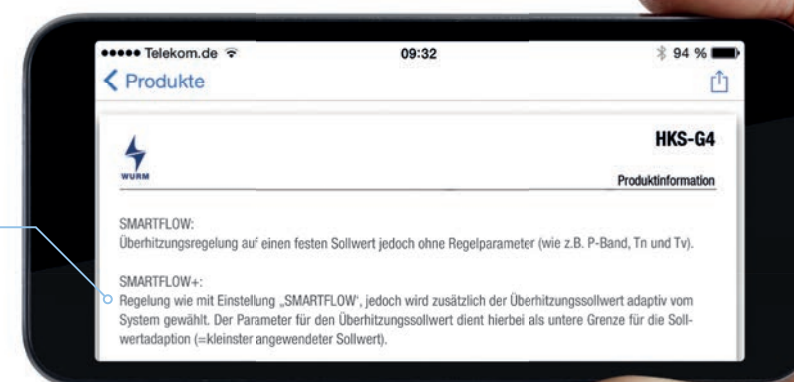 ●●●●● Telekom.de 09:32 94 %
Produkte
HKS-G4
WURM
Produktinformation
SMARTFLOW:
Überhitzungsregelung auf einen festen Sollwert jedoch ohne Regelparameter (wie z.B. P-Band, Tn und Tv).
SMARTFLOW+:
Regelung wie mit Einstellung „SMARTFLOW‘, jedoch wird zusätzlich der Überhitzungssollwert adaptiv vom
System gewählt. Der Parameter für den Überhitzungssollwert dient hierbei als untere Grenze für die Soll-
wertadaption (=kleinster angewendeter Sollwert).